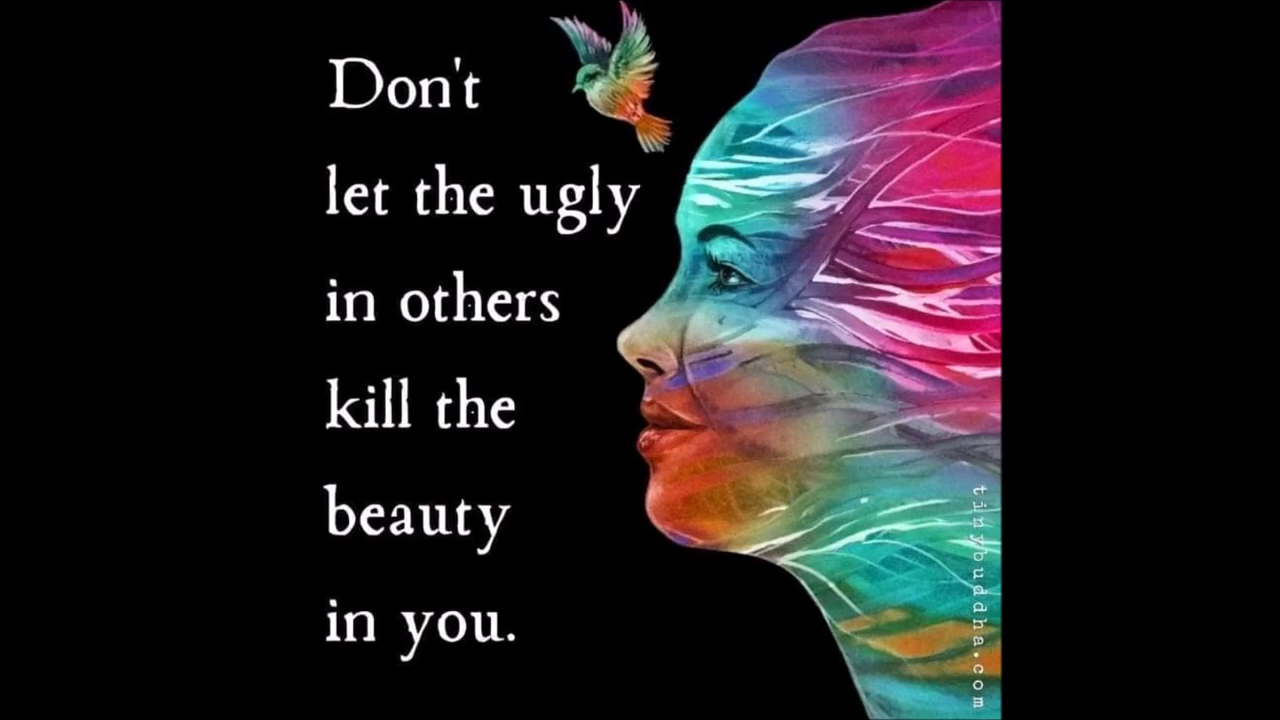 Don't
let the ugly
in others
kill the
beauty
in you.
tinybuddha.com